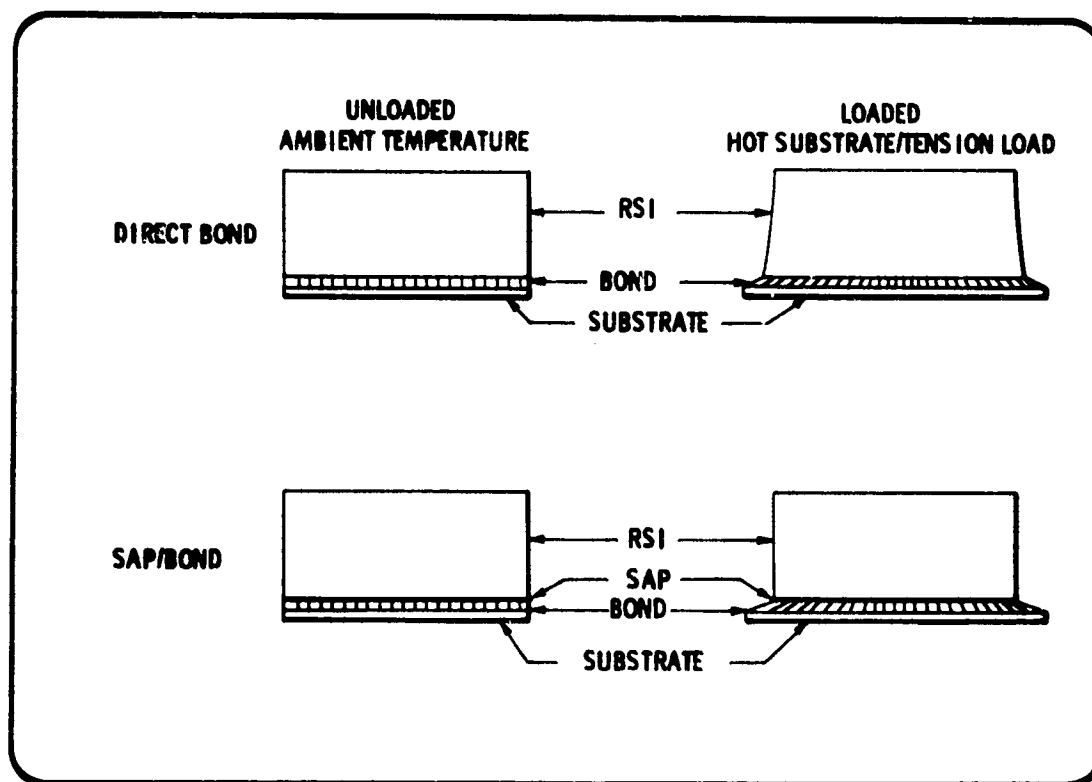 UNLOADED
AMBIENT TEMPERATURE
LOADED
HOT SUBSTRATE/TENSION LOAD
DIRECT BOND
RSI
BOND
SUBSTRATE
SAP/BOND
RSI
SAP
BOND
SUBSTRATE